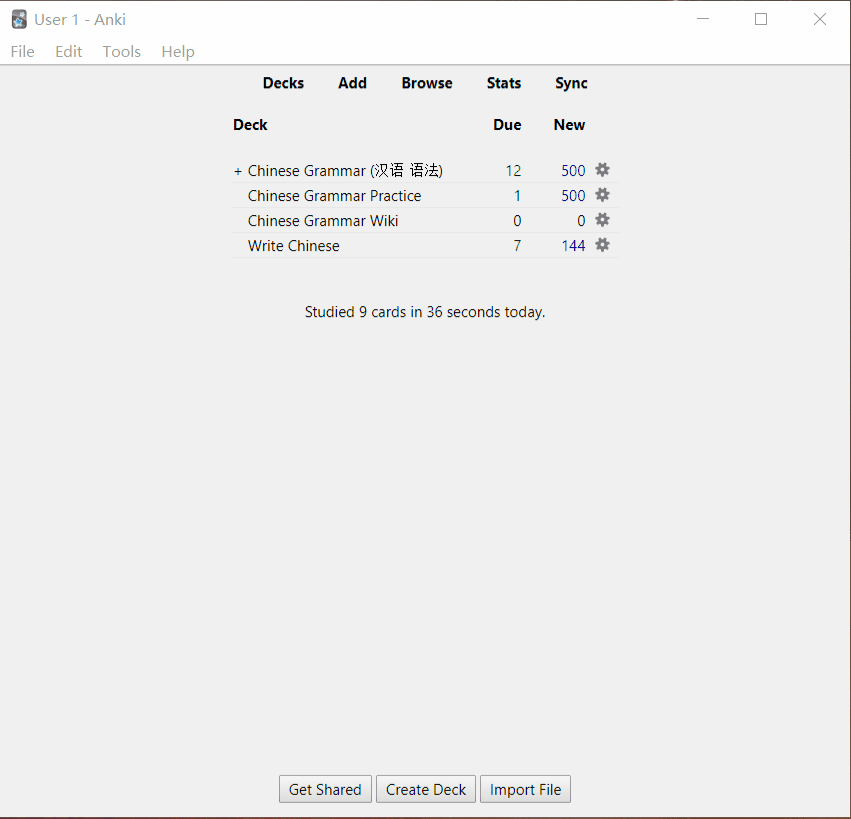 User 1 - Anki
File Edit Tools Help
Decks Add Browse Stats Sync
Deck Due New
+ Chinese Grammar (汉语 语法) 12 500
Chinese Grammar Practice 1 500
Chinese Grammar Wiki 0 0
Write Chinese 7 144
Studied 9 cards in 36 seconds today.
Get Shared Create Deck Import File